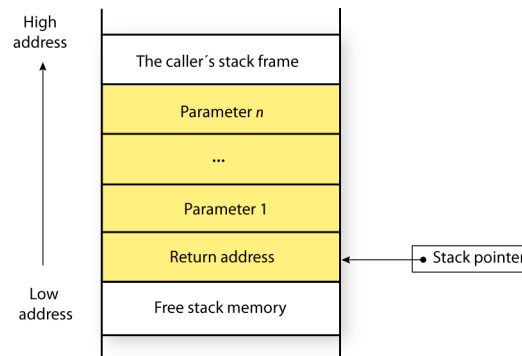 High
address
The caller´s stack frame
Parameter n
...
Parameter 1
Return address
Stack pointer
Low
address
Free stack memory